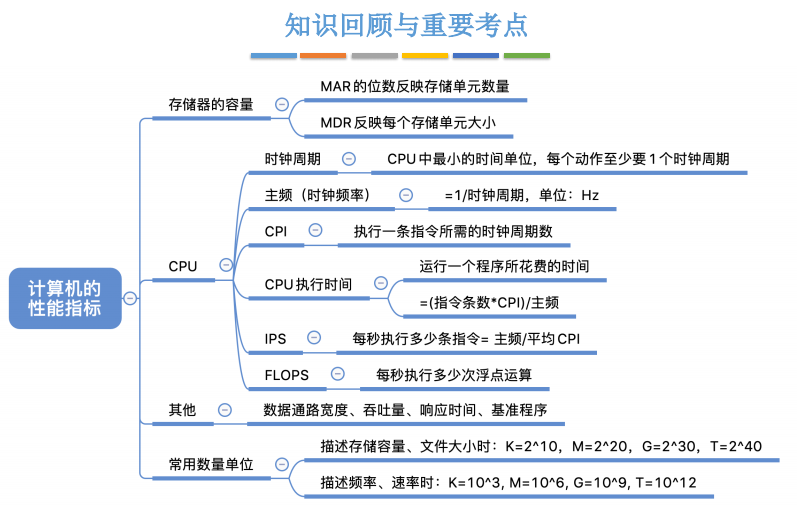 知识回顾与重要考点
计算机的
性能指标
存储器的容量
MAR的位数反映存储单元数量
MDR反映每个存储单元大小
CPU
时钟周期
CPU中最小的时间单位，每个动作至少要1个时钟周期
主频（时钟频率）
=1/时钟周期，单位：Hz
CPI
执行一条指令所需的时钟周期数
CPU执行时间
运行一个程序所花费的时间
=(指令条数*CPI)/主频
IPS
每秒执行多少条指令= 主频/平均CPI
FLOPS
每秒执行多少次浮点运算
其他
数据通路宽度、吞吐量、响应时间、基准程序
常用数量单位
描述存储容量、文件大小时：K=2^10，M=2^20，G=2^30，T=2^40
描述频率、速率时：K=10^3, M=10^6, G=10^9, T=10^12